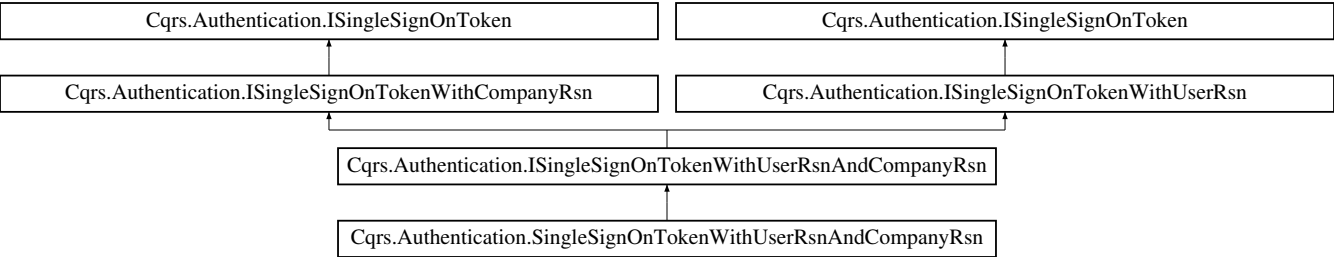 Cqrs.Authentication.ISingleSignOnToken
Cqrs.Authentication.ISingleSignOnToken
Cqrs.Authentication.ISingleSignOnTokenWithCompanyRsn
Cqrs.Authentication.ISingleSignOnTokenWithUserRsn
Cqrs.Authentication.ISingleSignOnTokenWithUserRsnAndCompanyRsn
Cqrs.Authentication.SingleSignOnTokenWithUserRsnAndCompanyRsn